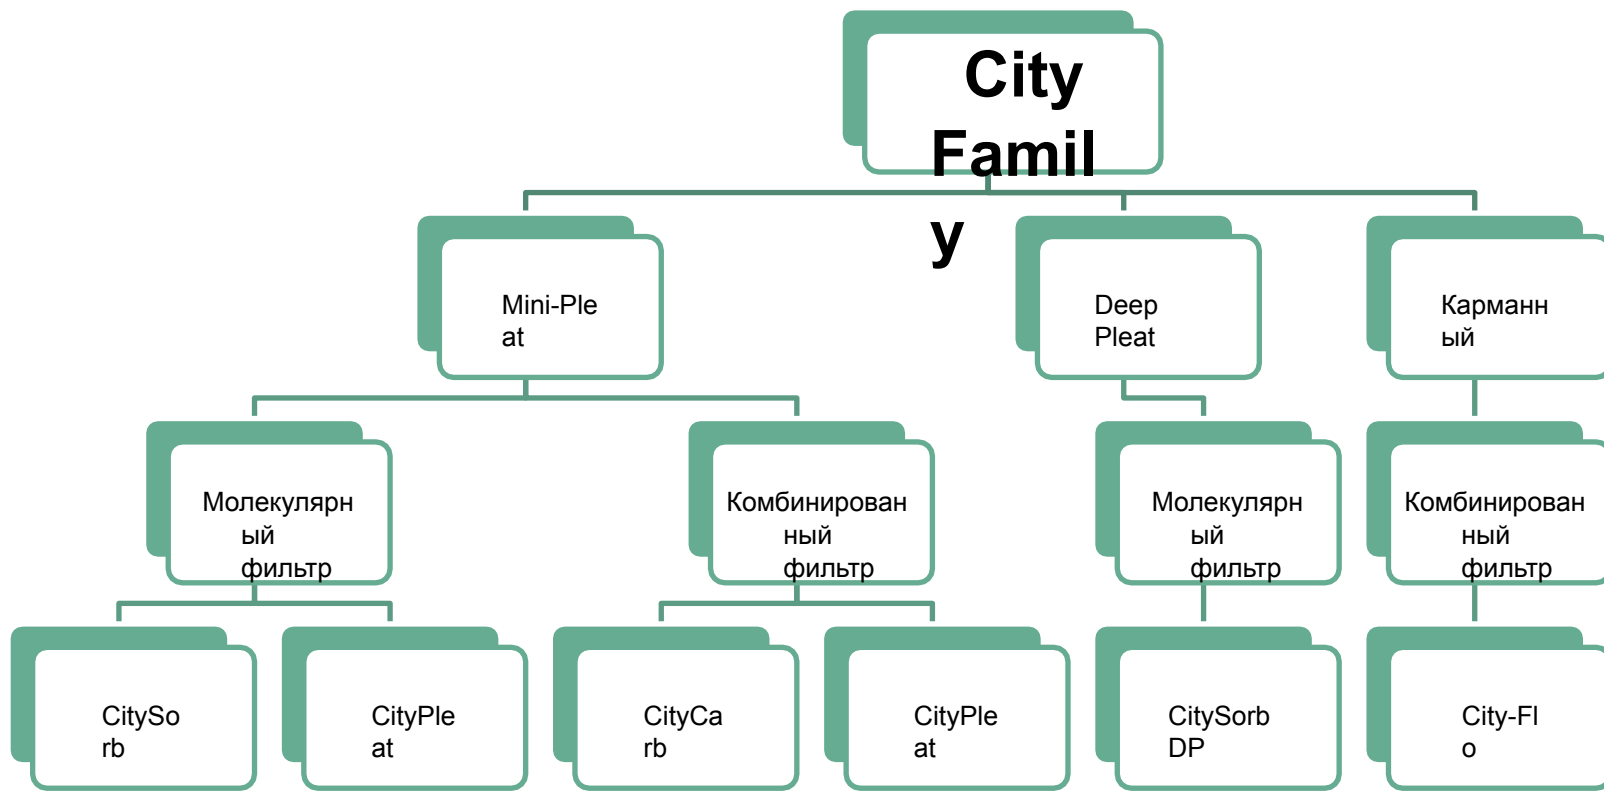 City
Famil
y
Mini-Ple
at
Deep
Pleat
Карманн
ый
Молекулярн
ый
фильтр
Комбинирован
ный
фильтр
Молекулярн
ый
фильтр
Комбинирован
ный
фильтр
CitySo
rb
CityPle
at
CityCa
rb
CityPle
at
CitySorb
DP
City-Fl
o